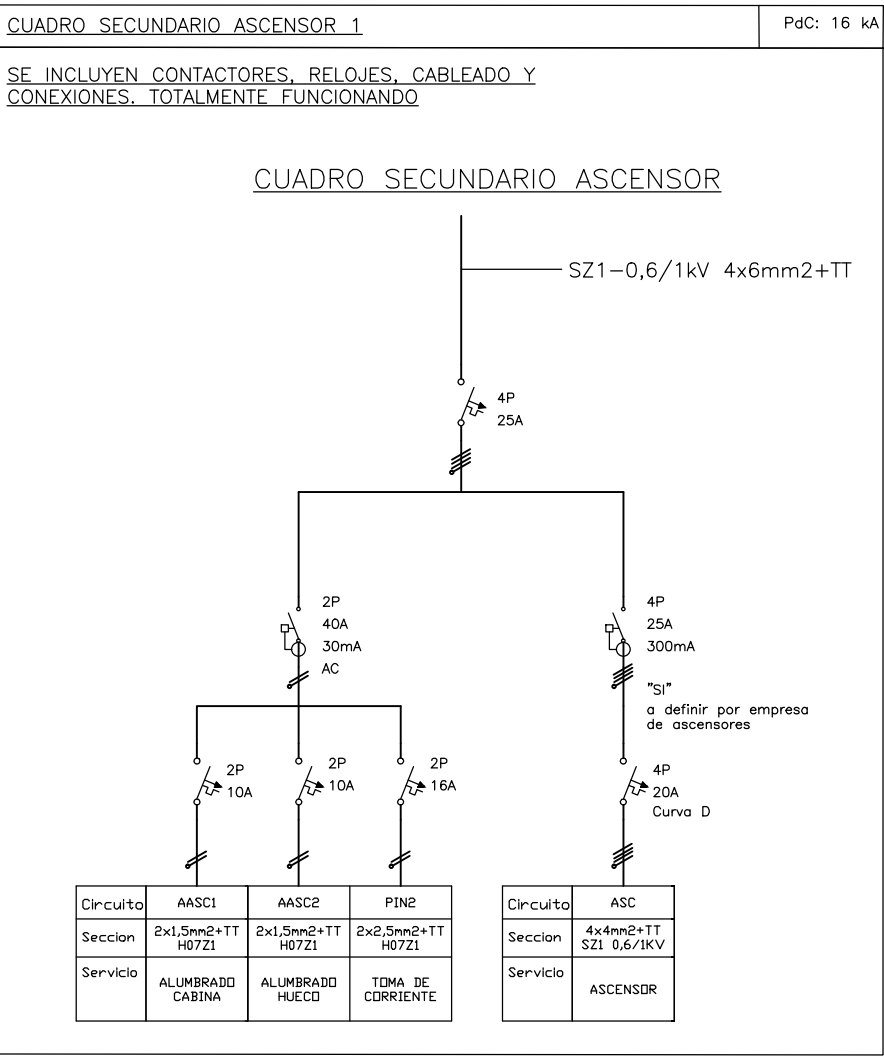 CUADRO SECUNDARIO ASCENSOR 1
PdC: 16 kA
SE INCLUYEN CONTACTORES, RELOJES, CABLEADO Y
CONEXIONES. TOTALMENTE FUNCIONANDO
CUADRO SECUNDARIO ASCENSOR
SZ1-0,6/1kV 4x6mm2+TT
4P
25A
2P
40A
30mA
AC
4P
25A
300mA
"SI"
a definir por empresa
de ascensores
2P
10A
2P
10A
2P
16A
4P
20A
Curva D
Circuito AASC1 AASC2 PIN2
Seccion 2x1,5mm2+TT 2x1,5mm2+TT 2x2,5mm2+TT
H07Z1 H07Z1 H07Z1
Servicio ALUMBRADO ALUMBRADO TOMA DE
CABINA HUECO CORRIENTE
Circuito ASC
Seccion 4x4mm2+TT
SZ1 0,6/1KV
Servicio ASCENSOR